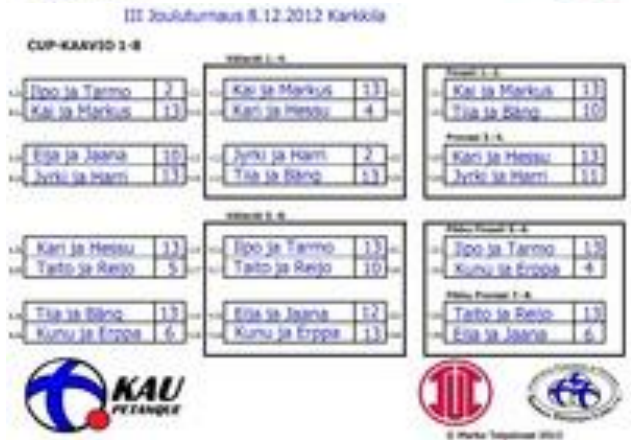 III Jouluturnaus 8.12.2012 Karkkila
CUP-KAAVIO 1-8
Ilpo ja Tarmo 2
Kai ja Markus 13
Eija ja Jaana 10
Jyrki ja Harri 13
Kari ja Hessu 13
Taito ja Reijo 5
Tiia ja Bäng 13
Kunu ja Erppa 6
Kai ja Markus 13
Kari ja Hessu 4
Jyrki ja Harri 2
Tiia ja Bäng 13
Ilpo ja Tarmo 13
Taito ja Reijo 10
Eija ja Jaana 12
Kunu ja Erppa 13
Kai ja Markus 13
Tiia ja Bäng 10
Kari ja Hessu 13
Jyrki ja Harri 11
Ilpo ja Tarmo 13
Kunu ja Erppa 4
Taito ja Reijo 13
Eija ja Jaana 6
KAU
PETANQUE